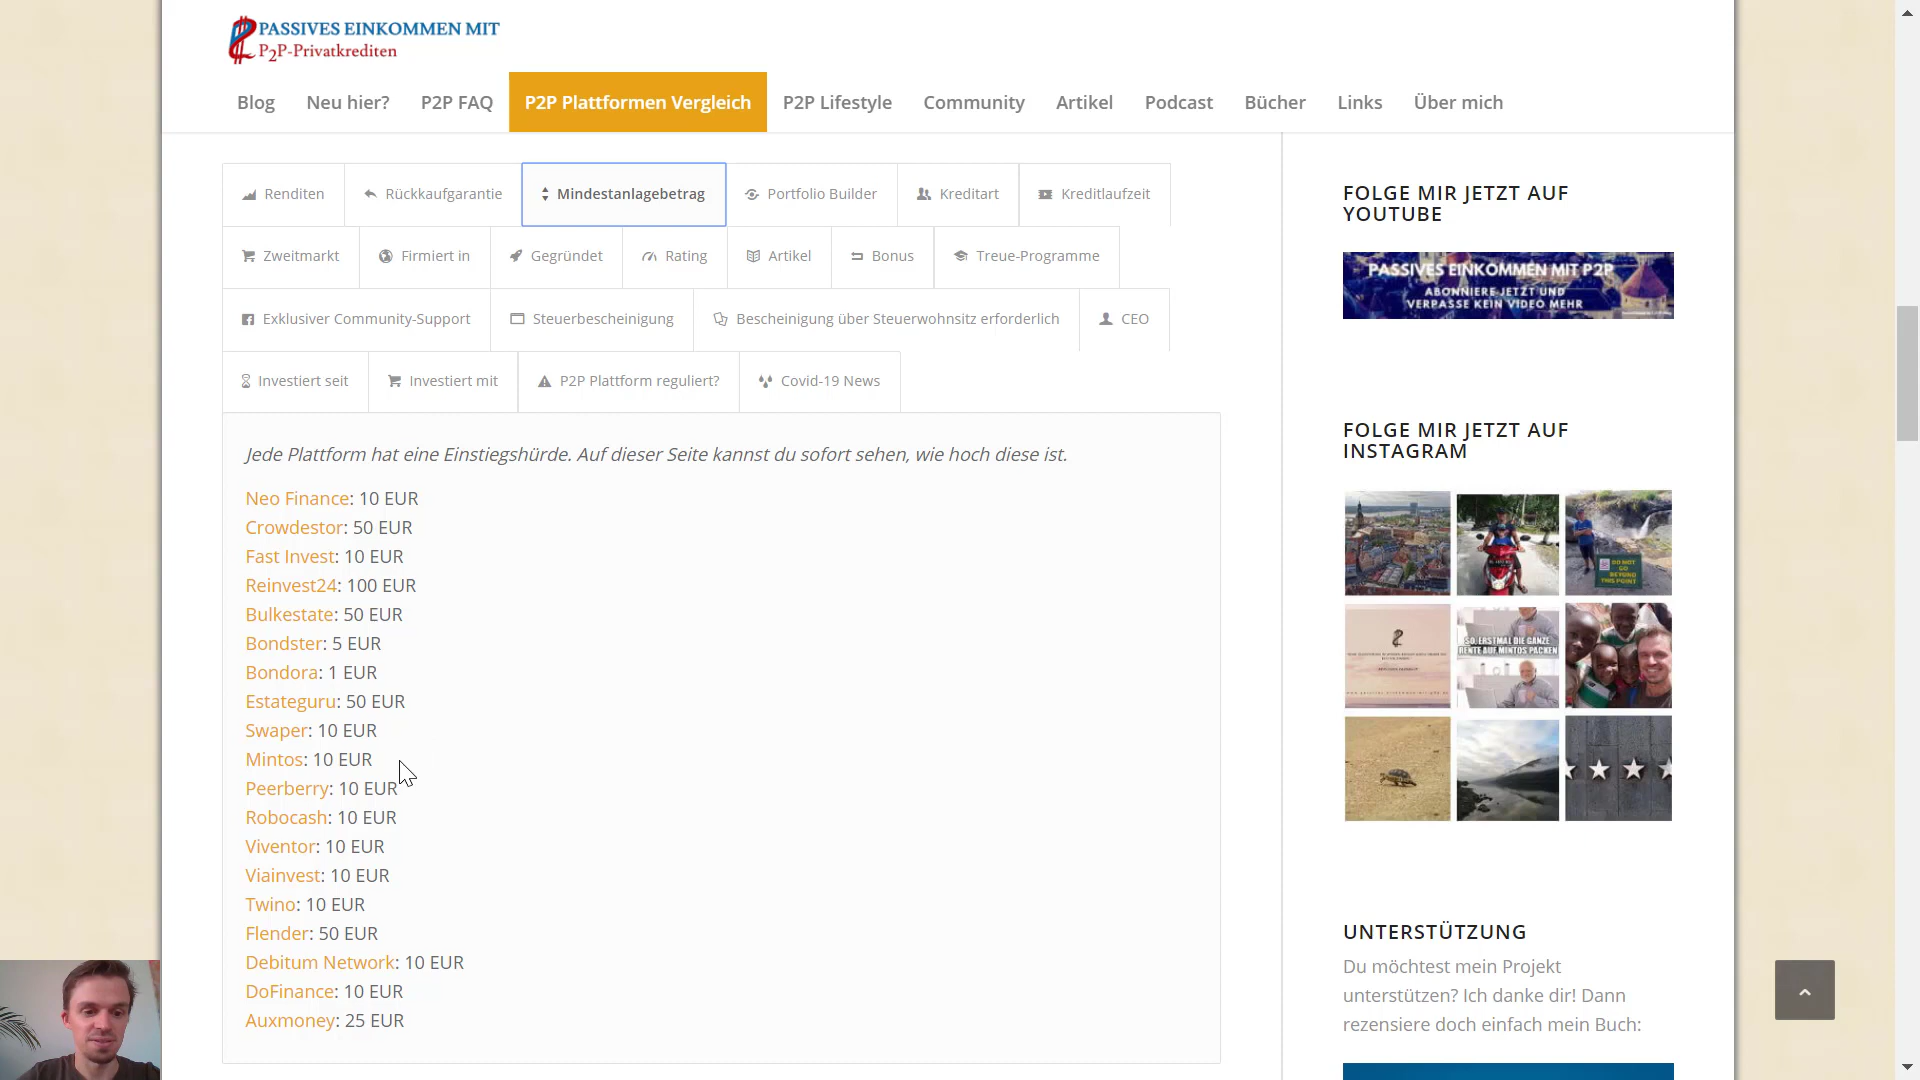 PASSIVES EINKOMMEN MIT
P2P-Privatkrediten
Blog Neu hier? P2P FAQ P2P Plattformen Vergleich P2P Lifestyle Community Artikel Podcast Bücher Links Über mich
Renditen Rückkaufgarantie Mindestanlagebetrag Portfolio Builder Kreditart Kreditlaufzeit
Zweitmarkt Firmiert in Gegründet Rating Artikel Bonus Treue-Programme
Exklusiver Community-Support Steuerbescheinigung Bescheinigung über Steuerwohnsitz erforderlich CEO
Investiert seit Investiert mit P2P Plattform reguliert? Covid-19 News
Jede Plattform hat eine Einstiegshürde. Auf dieser Seite kannst du sofort sehen, wie hoch diese ist.
Neo Finance: 10 EUR
Crowdestor: 50 EUR
Fast Invest: 10 EUR
Reinvest24: 100 EUR
Bulkestate: 50 EUR
Bondster: 5 EUR
Bondora: 1 EUR
Estateguru: 50 EUR
Swaper: 10 EUR
Mintos: 10 EUR
Peerberry: 10 EUR
Robocash: 10 EUR
Viventor: 10 EUR
Viainvest: 10 EUR
Twino: 10 EUR
Flender: 50 EUR
Debitum Network: 10 EUR
DoFinance: 10 EUR
Auxmoney: 25 EUR
FOLGE MIR JETZT AUF
YOUTUBE
PASSIVES EINKOMMEN MIT P2P
ABONNIERE JETZT UND
VERPASSE KEIN VIDEO MEHR
FOLGE MIR JETZT AUF
INSTAGRAM
DO NOT
GO
BEYOND
THIS POINT
SO, ERSTMAL DIE GANZE
RENTE AUF MINTOS PACKEN
UNTERSTÜTZUNG
Du möchtest mein Projekt
unterstützen? Ich danke dir! Dann
rezensiere doch einfach mein Buch: